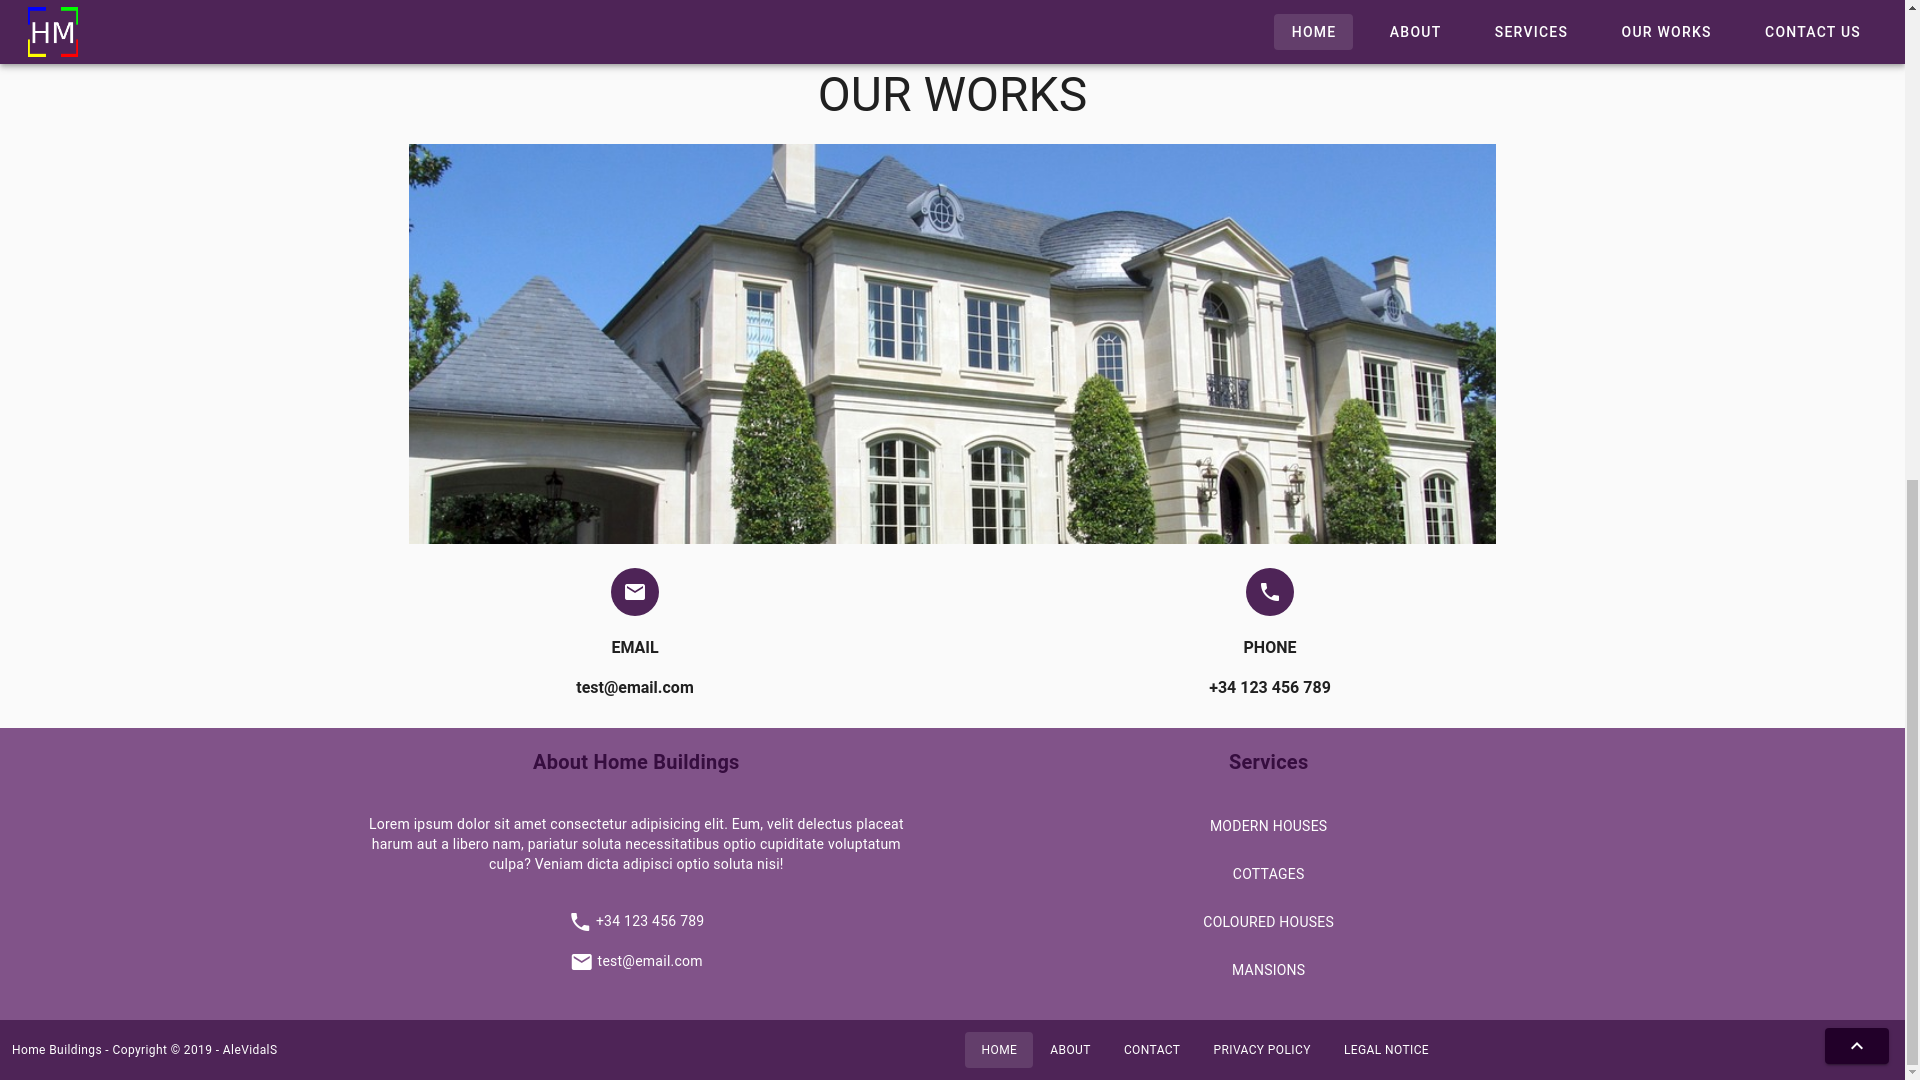 HM
HOME
ABOUT
SERVICES
OUR WORKS
CONTACT US
OUR WORKS
EMAIL
test@email.com
PHONE
+34 123 456 789
About Home Buildings
Lorem ipsum dolor sit amet consectetur adipisicing elit. Eum, velit delectus placeat
harum aut a libero nam, pariatur soluta necessitatibus optio cupiditate voluptatum
culpa? Veniam dicta adipisci optio soluta nisi!
+34 123 456 789
test@email.com
Services
MODERN HOUSES
COTTAGES
COLOURED HOUSES
MANSIONS
Home Buildings - Copyright © 2019 - AleVidalS
HOME
ABOUT
CONTACT
PRIVACY POLICY
LEGAL NOTICE